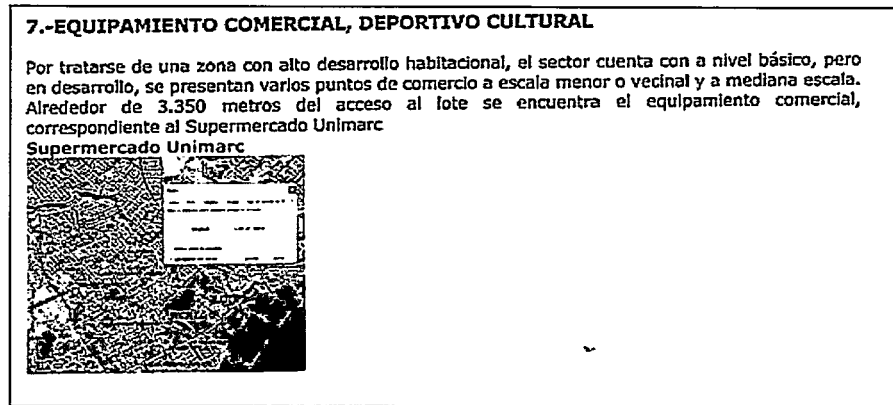 7.-EQUIPAMIENTO COMERCIAL, DEPORTIVO CULTURAL
Por tratarse de una zona con alto desarrollo habitacional, el sector cuenta con a nivel básico, pero
en desarrollo, se presentan varios puntos de comercio a escala menor o vecinal y a mediana escala.
Alrededor de 3.350 metros del acceso al lote se encuentra el equipamiento comercial,
correspondiente al Supermercado Unimarc
Supermercado Unimarc